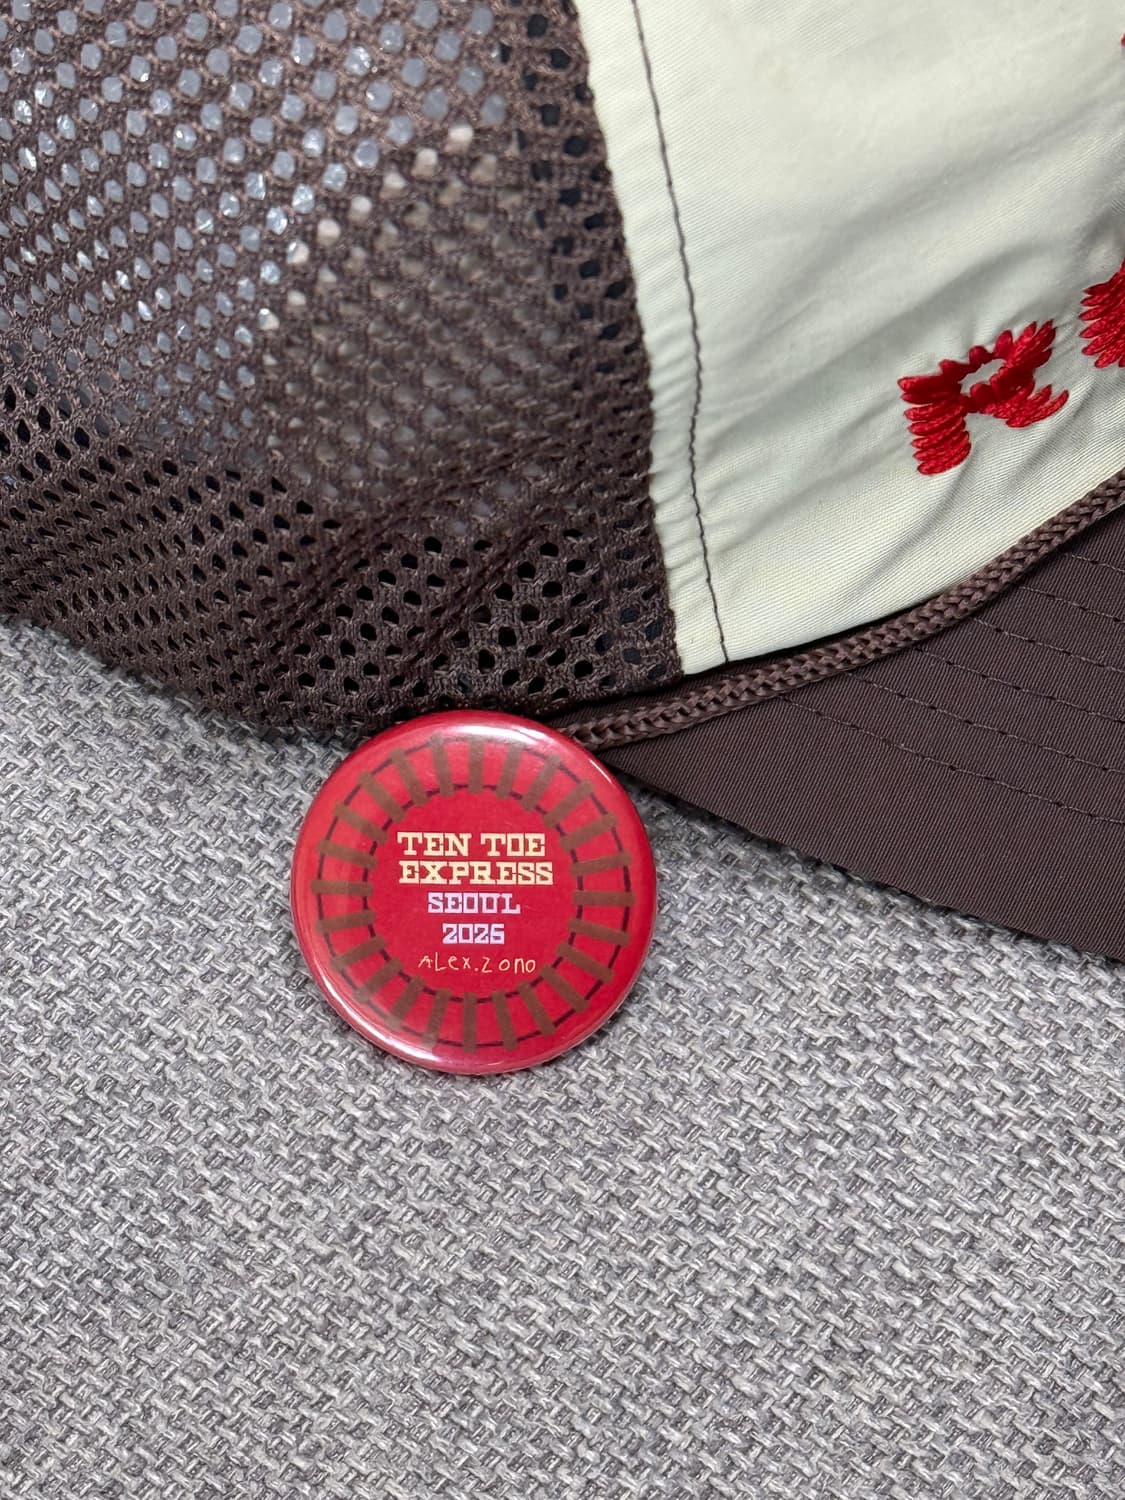 R
TEN TOE
EXPRESS
SEOUL
2026
ALex.zono